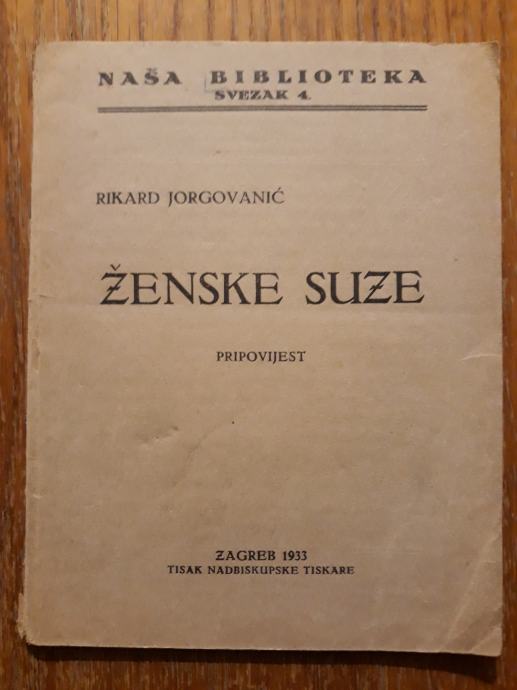 NAŠA BIBLIOTEKA
SVEZAK 4.
RIKARD JORGOVANIĆ
ŽENSKE SUZE
PRIPOVIJEST
ZAGREB 1933
TISAK NADBISKUPSKE TISKARE